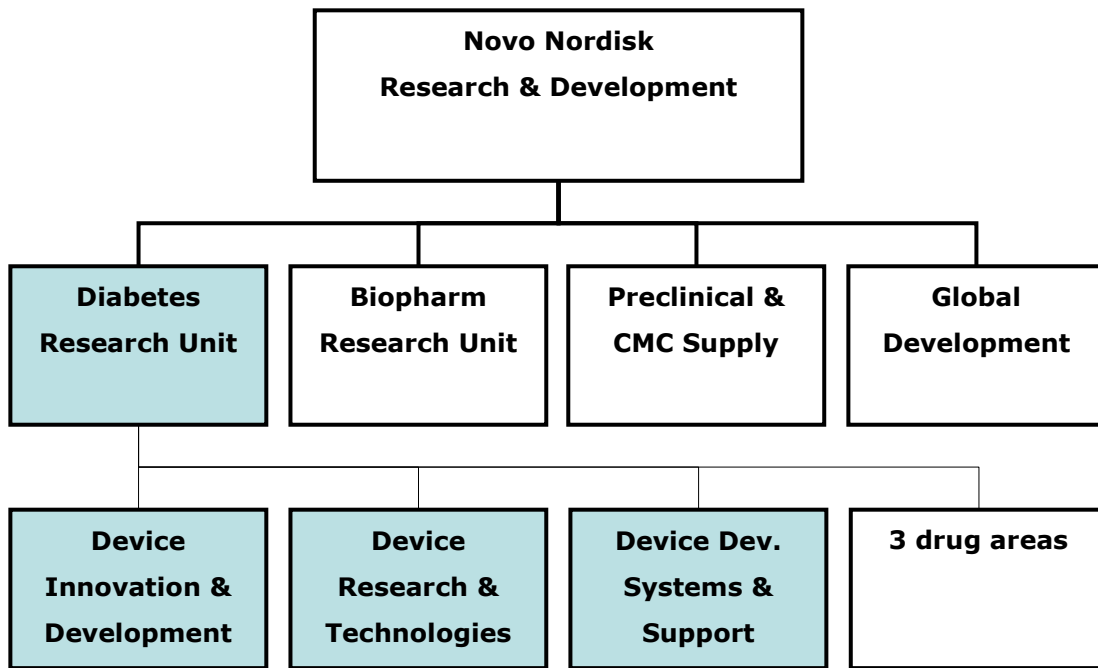 Novo Nordisk
Research & Development
Diabetes
Research Unit
Biopharm
Research Unit
Preclinical &
CMC Supply
Global
Development
Device
Innovation &
Development
Device
Research &
Technologies
Device Dev.
Systems &
Support
3 drug areas